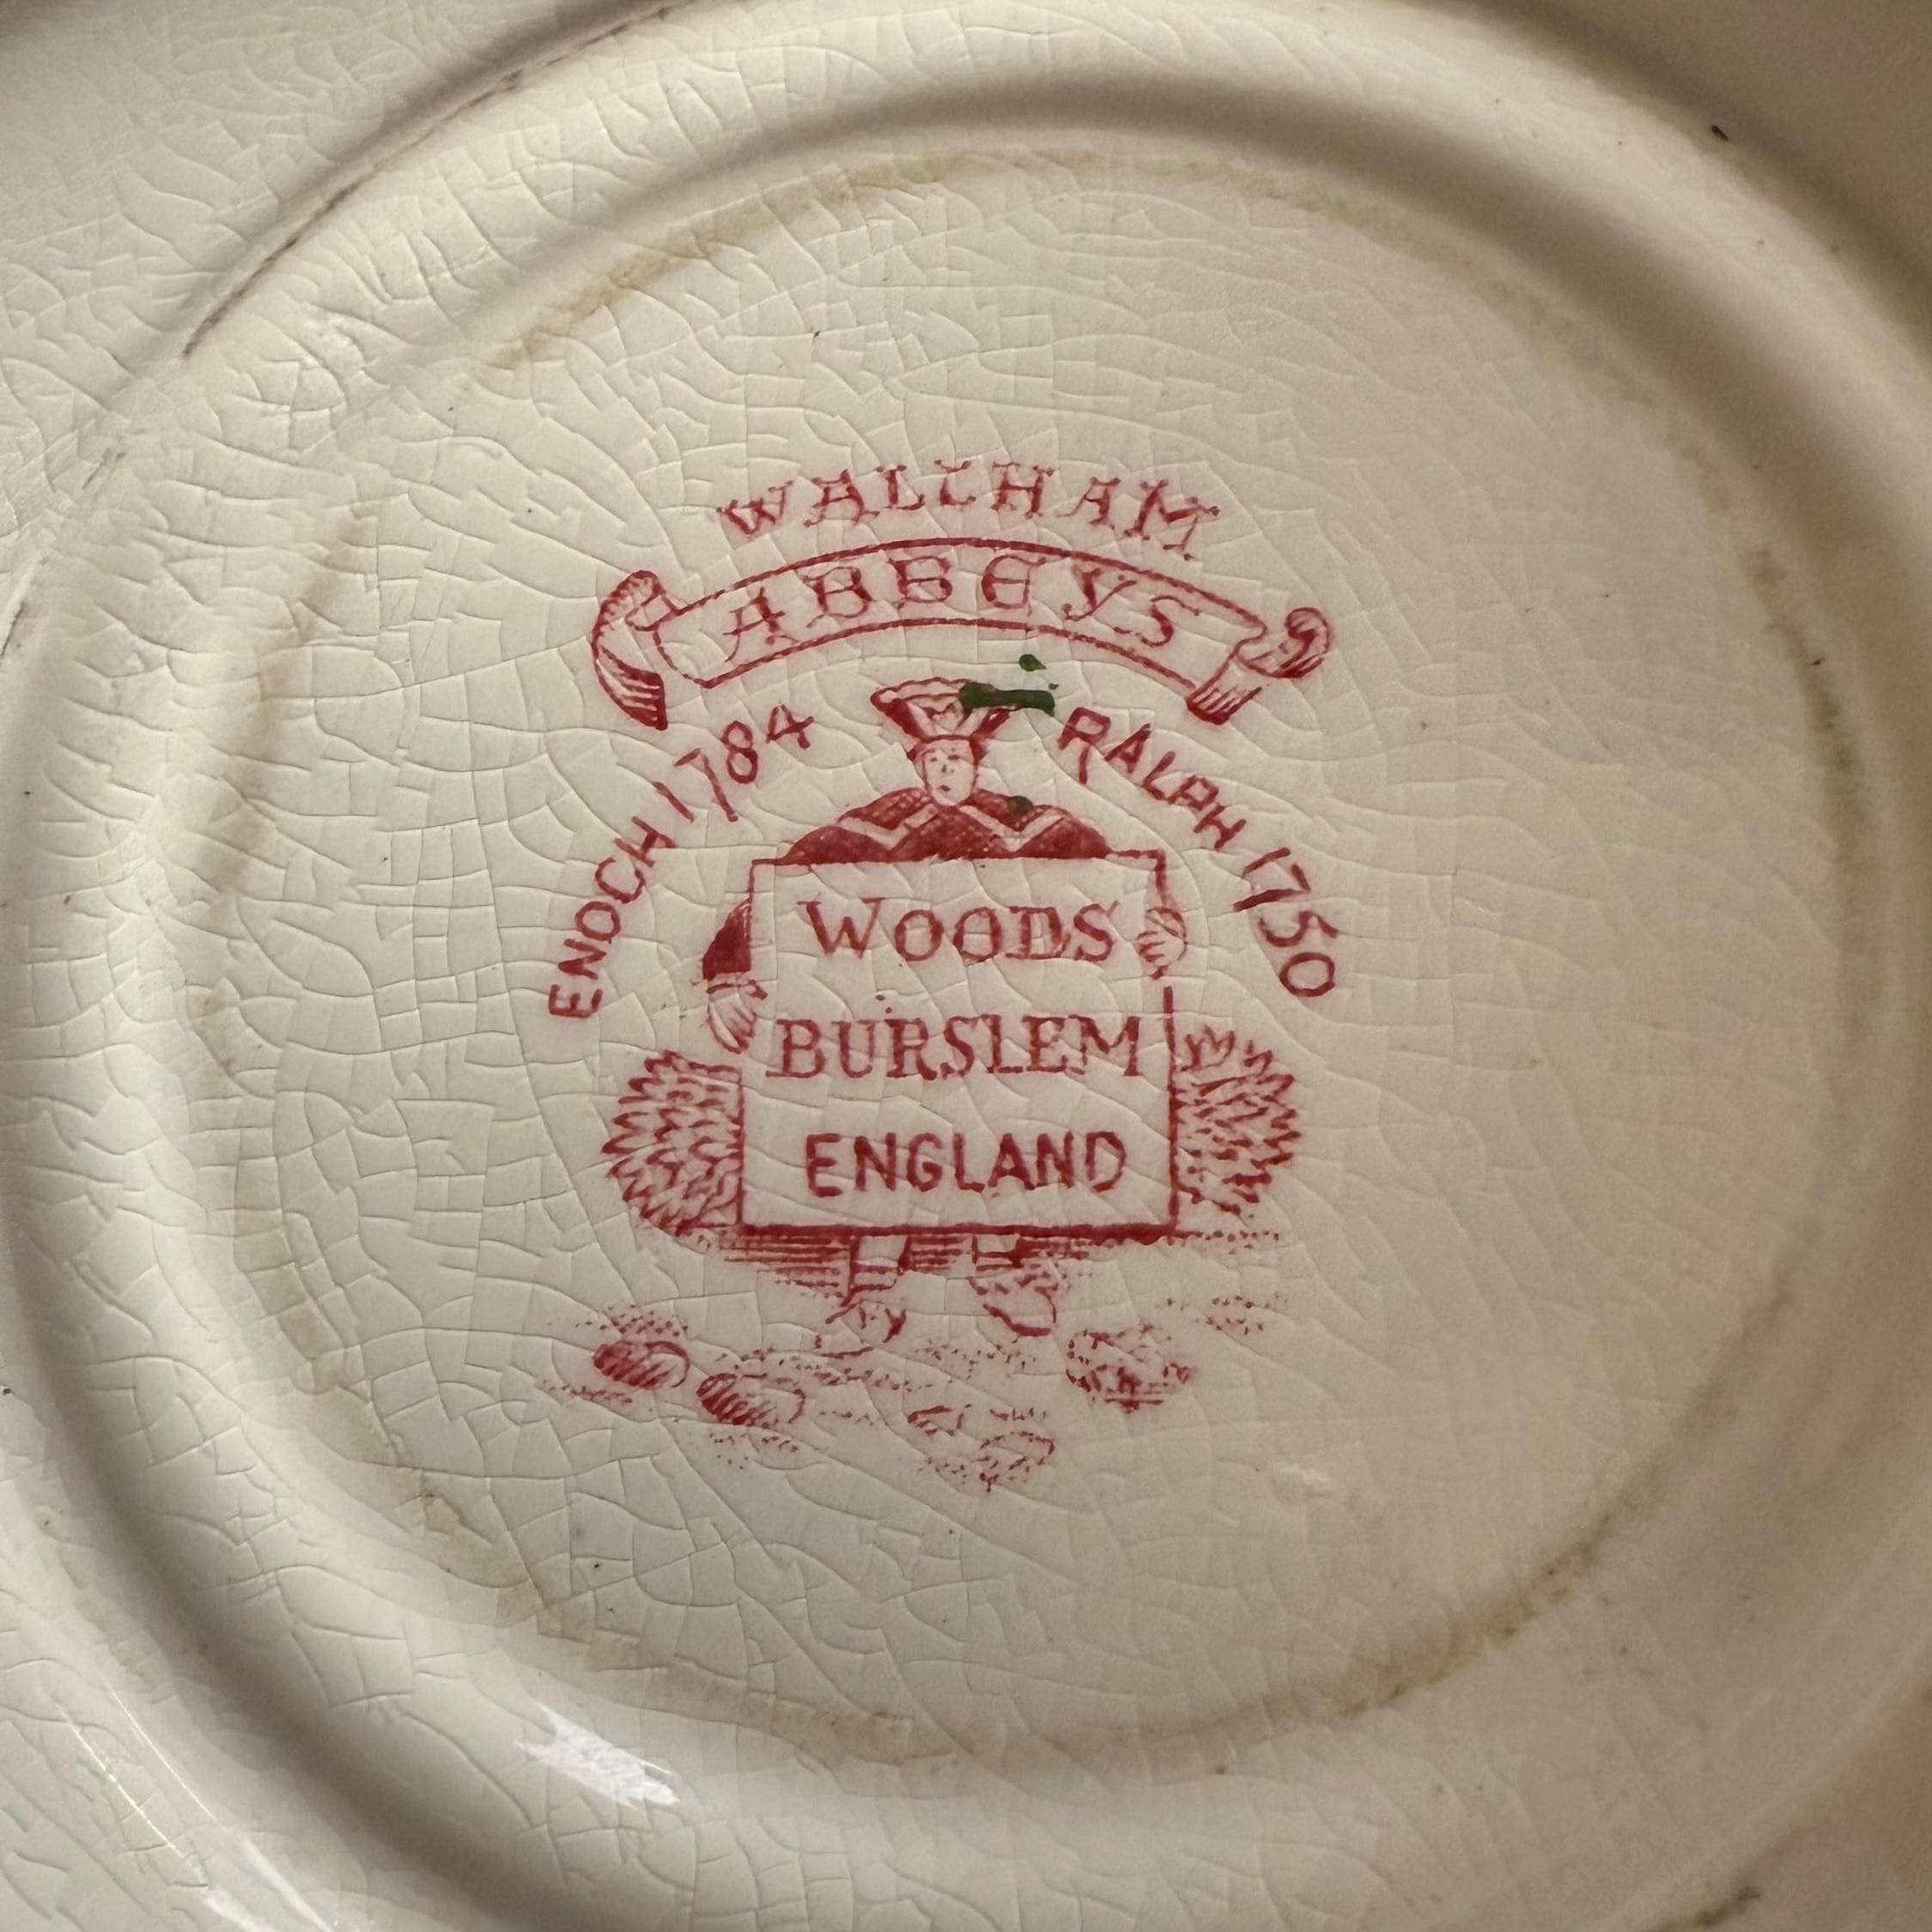 WALTHAM
ABBEYS
ENOCH 1784
RALPH 1750
WOODS
BURSLEM
ENGLAND